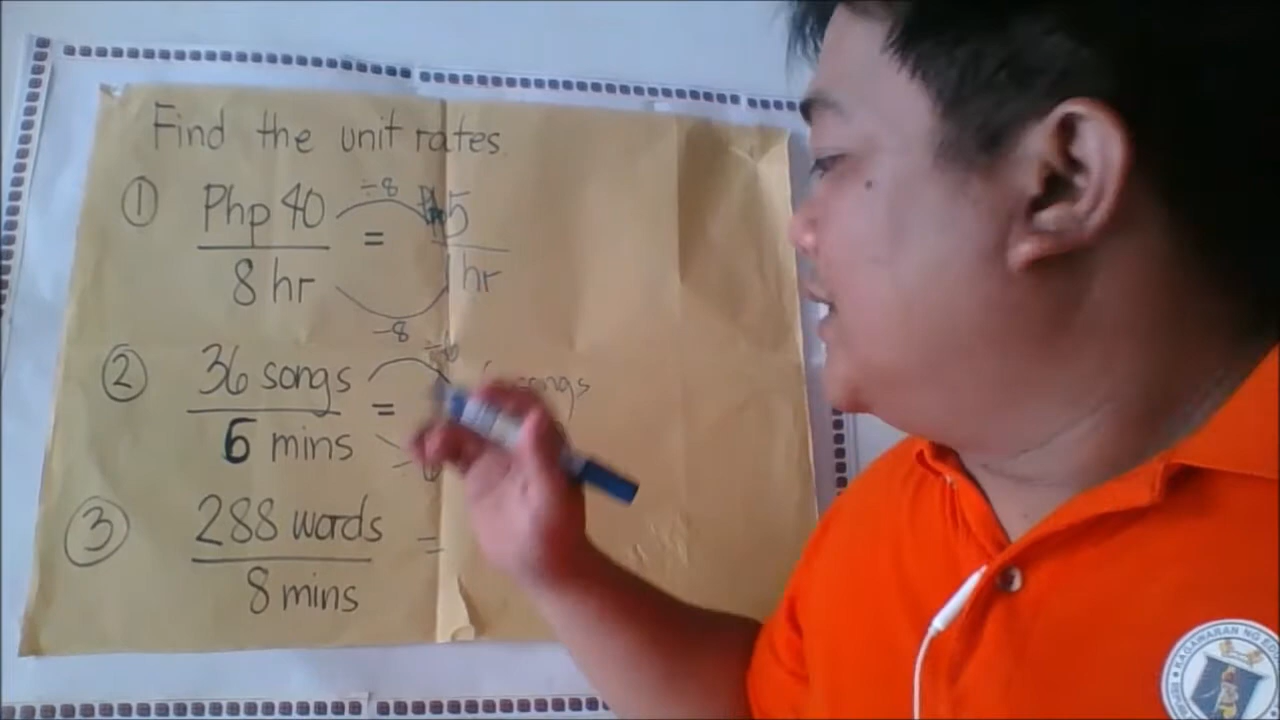 Find the unit rates.
① Php 40 ÷8 = Php 5
8 hr 1 hr
÷8
② 36 songs = songs
6 mins
③ 288 words =
8 mins
KAGAWARAN NG